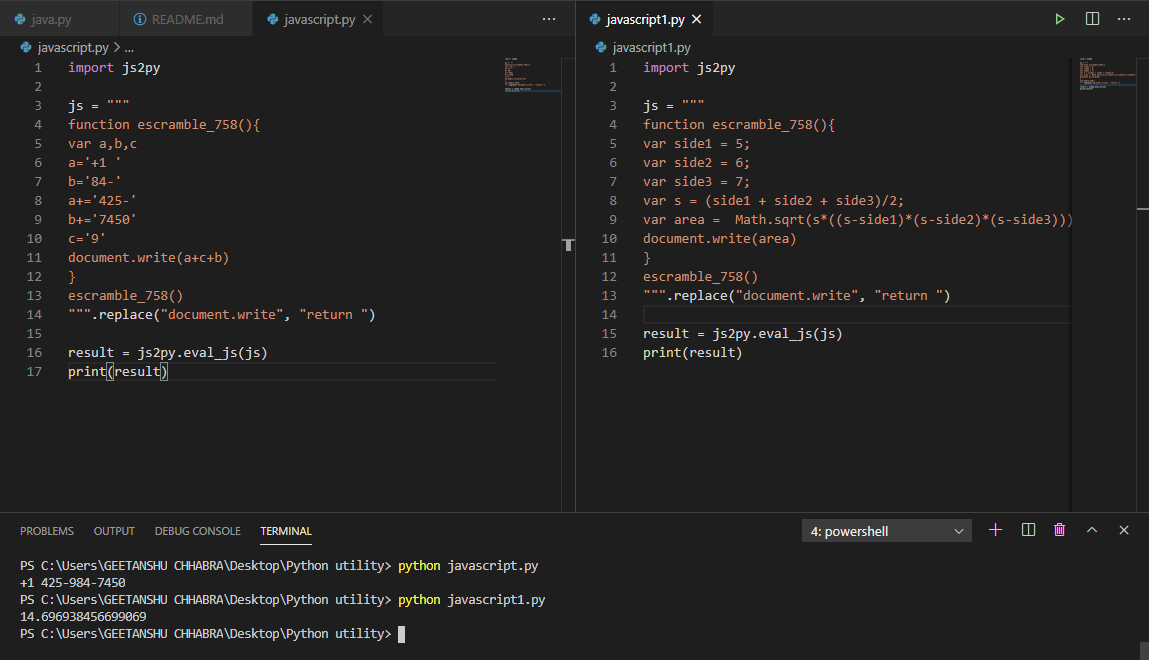 java.py
README.md
javascript.py
javascript1.py
javascript.py > ...
1 import js2py
2
3 js = """
4 function escramble_758(){
5 var a,b,c
6 a='+1 '
7 b='84-'
8 a+='425-'
9 b+='7450'
10 c='9'
11 document.write(a+c+b)
12 }
13 escramble_758()
14 """.replace("document.write", "return ")
15
16 result = js2py.eval_js(js)
17 print(result)
javascript1.py
1 import js2py
2
3 js = """
4 function escramble_758(){
5 var side1 = 5;
6 var side2 = 6;
7 var side3 = 7;
8 var s = (side1 + side2 + side3)/2;
9 var area =  Math.sqrt(s*((s-side1)*(s-side2)*(s-side3)))
10 document.write(area)
11 }
12 escramble_758()
13 """.replace("document.write", "return ")
14
15 result = js2py.eval_js(js)
16 print(result)
PROBLEMS OUTPUT DEBUG CONSOLE TERMINAL
4: powershell
PS C:\Users\GEETANSHU CHHABRA\Desktop\Python utility> python javascript.py
+1 425-984-7450
PS C:\Users\GEETANSHU CHHABRA\Desktop\Python utility> python javascript1.py
14.696938456699069
PS C:\Users\GEETANSHU CHHABRA\Desktop\Python utility>